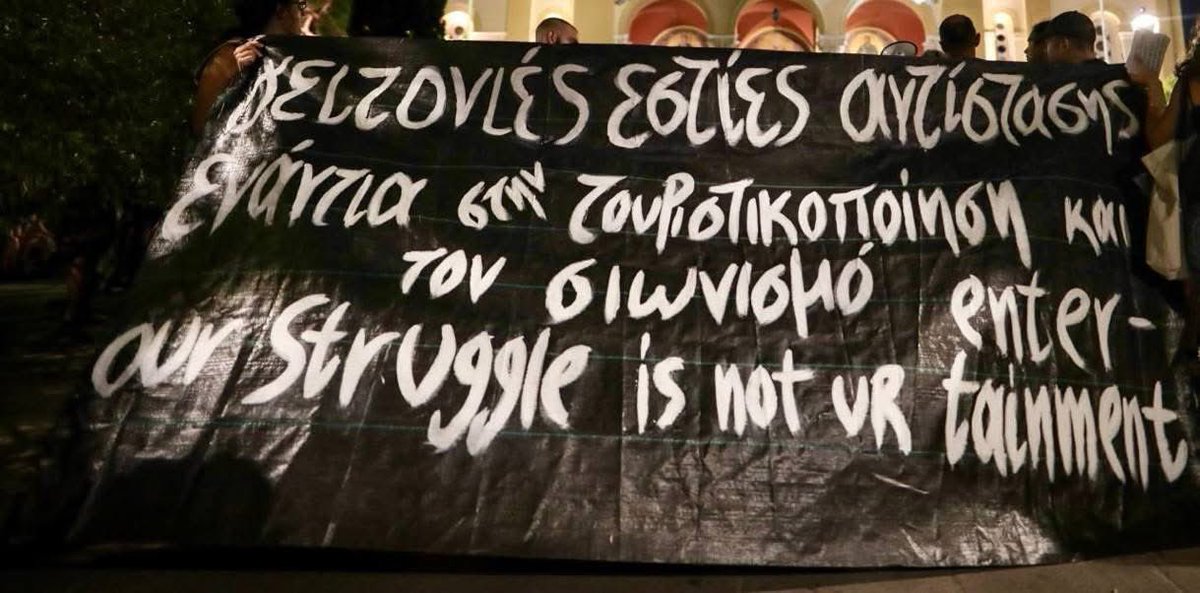 γειτονιές εστίες αντίστασης
ενάντια στην τουριστικοποίηση και
τον σιωνισμό
our struggle is not ur enter-
tainment